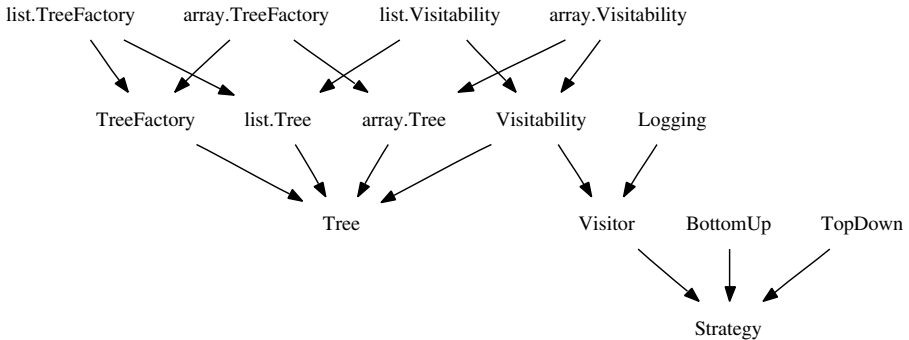 list.TreeFactory array.TreeFactory list.Visitability array.Visitability
TreeFactory list.Tree array.Tree Visitability Logging
Tree Visitor BottomUp TopDown
Strategy